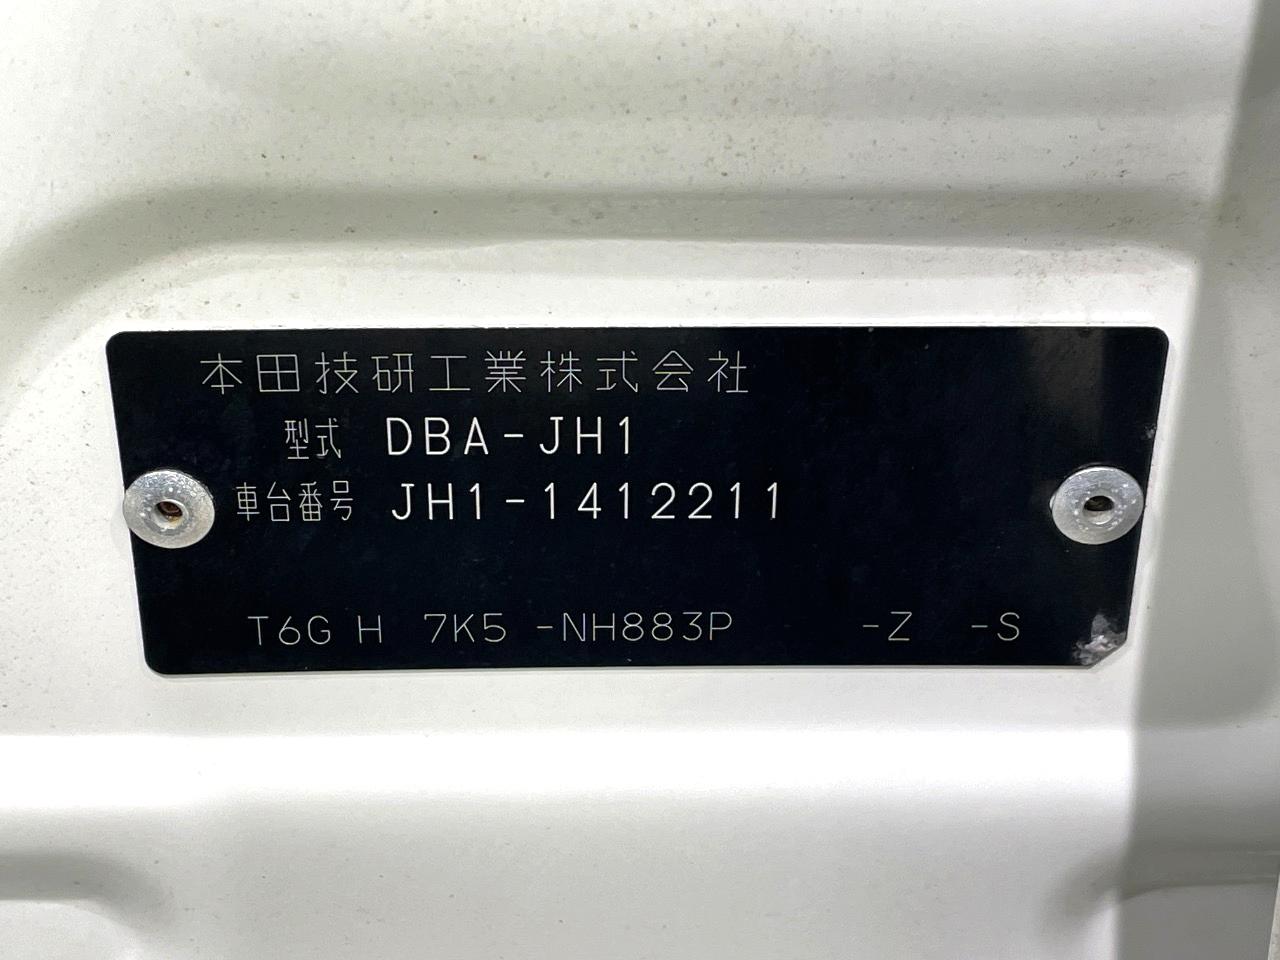 本田技研工業株式会社
型式 DBA-JH1
車台番号 JH1-1412211
T6G H 7K5 -NH883P -Z -S